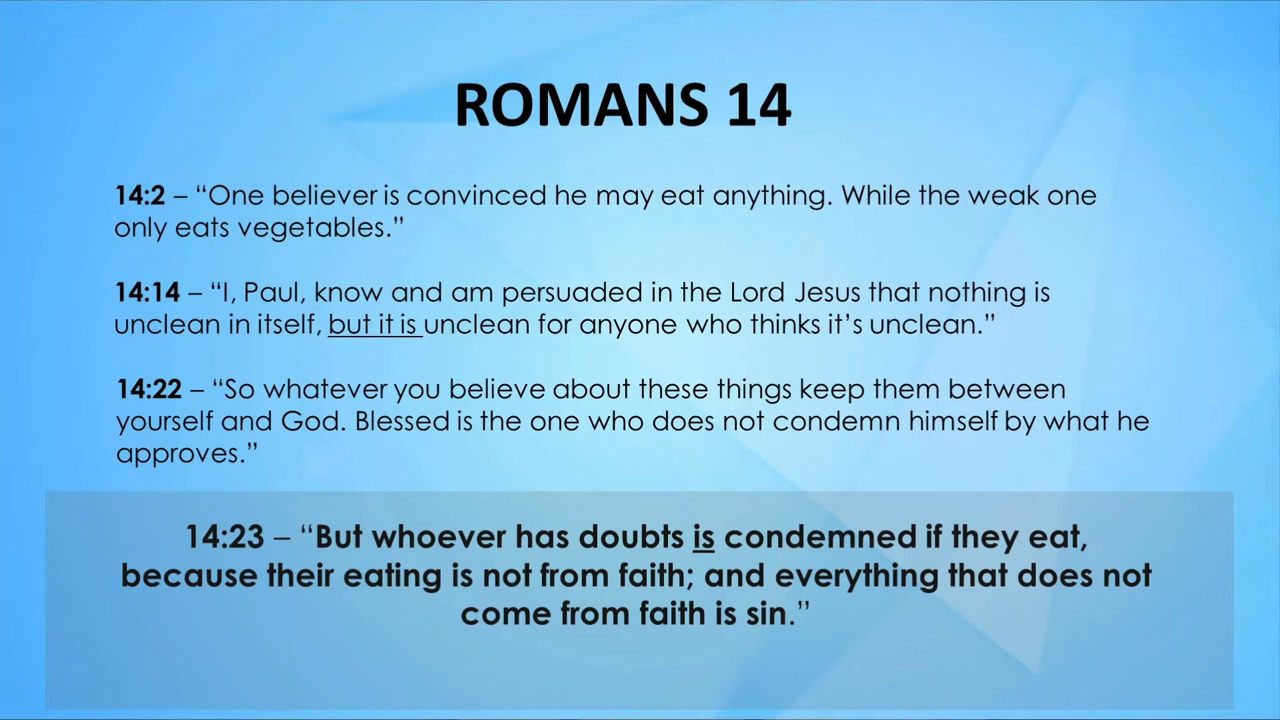 ROMANS 14
14:2 – “One believer is convinced he may eat anything. While the weak one
only eats vegetables.”
14:14 – “I, Paul, know and am persuaded in the Lord Jesus that nothing is
unclean in itself, but it is unclean for anyone who thinks it’s unclean.”
14:22 – “So whatever you believe about these things keep them between
yourself and God. Blessed is the one who does not condemn himself by what he
approves.”
14:23 – “But whoever has doubts is condemned if they eat,
because their eating is not from faith; and everything that does not
come from faith is sin.”